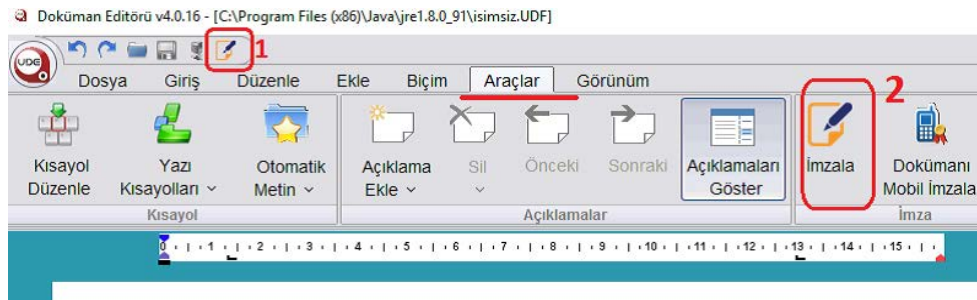 Doküman Editörü v4.0.16 - [C:\Program Files (x86)\Java\jre1.8.0_91\isimsiz.UDF]
UDE 1
Dosya Giriş Düzenle Ekle Biçim Araçlar Görünüm
2
Kısayol Düzenle
Yazı Kısayolları
Otomatik Metin
Açıklama Ekle
Sil
Önceki
Sonraki
Açıklamaları Göster
İmzala
Dokümanı Mobil İmzala
Kısayol Açıklamalar İmza
0 1 2 3 4 5 6 7 8 9 10 11 12 13 14 15